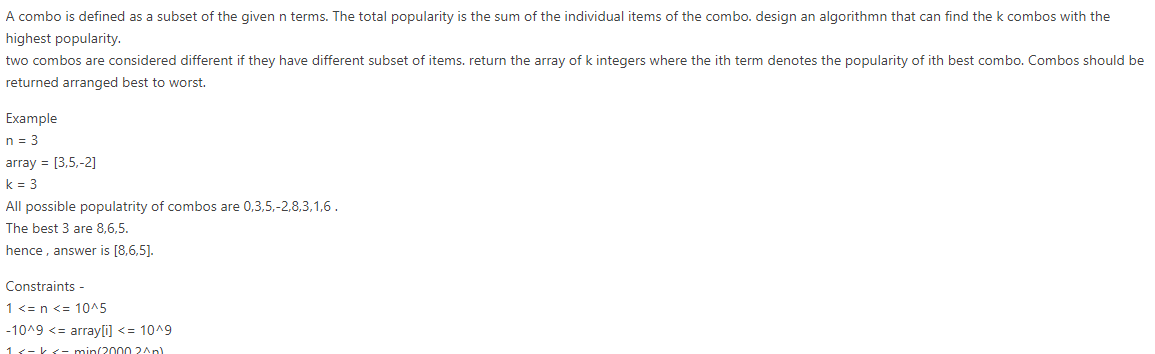 A combo is defined as a subset of the given n terms. The total popularity is the sum of the individual items of the combo. design an algorithmn that can find the k combos with the
highest popularity.
two combos are considered different if they have different subset of items. return the array of k integers where the ith term denotes the popularity of ith best combo. Combos should be
returned arranged best to worst.
Example
n = 3
array = [3,5,-2]
k = 3
All possible populatrity of combos are 0,3,5,-2,8,3,1,6 .
The best 3 are 8,6,5.
hence , answer is [8,6,5].
Constraints -
1 <= n <= 10^5
-10^9 <= array[i] <= 10^9
1 <= k <= min(2000,2^n)